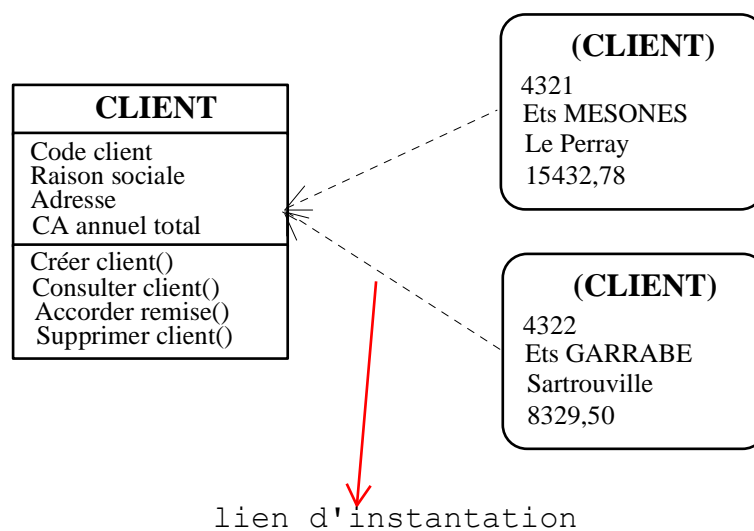 CLIENT
Code client
Raison sociale
Adresse
CA annuel total
Créer client()
Consulter client()
Accorder remise()
Supprimer client()
(CLIENT)
4321
Ets MESONES
Le Perray
15432,78
(CLIENT)
4322
Ets GARRABE
Sartrouville
8329,50
lien d'instantation